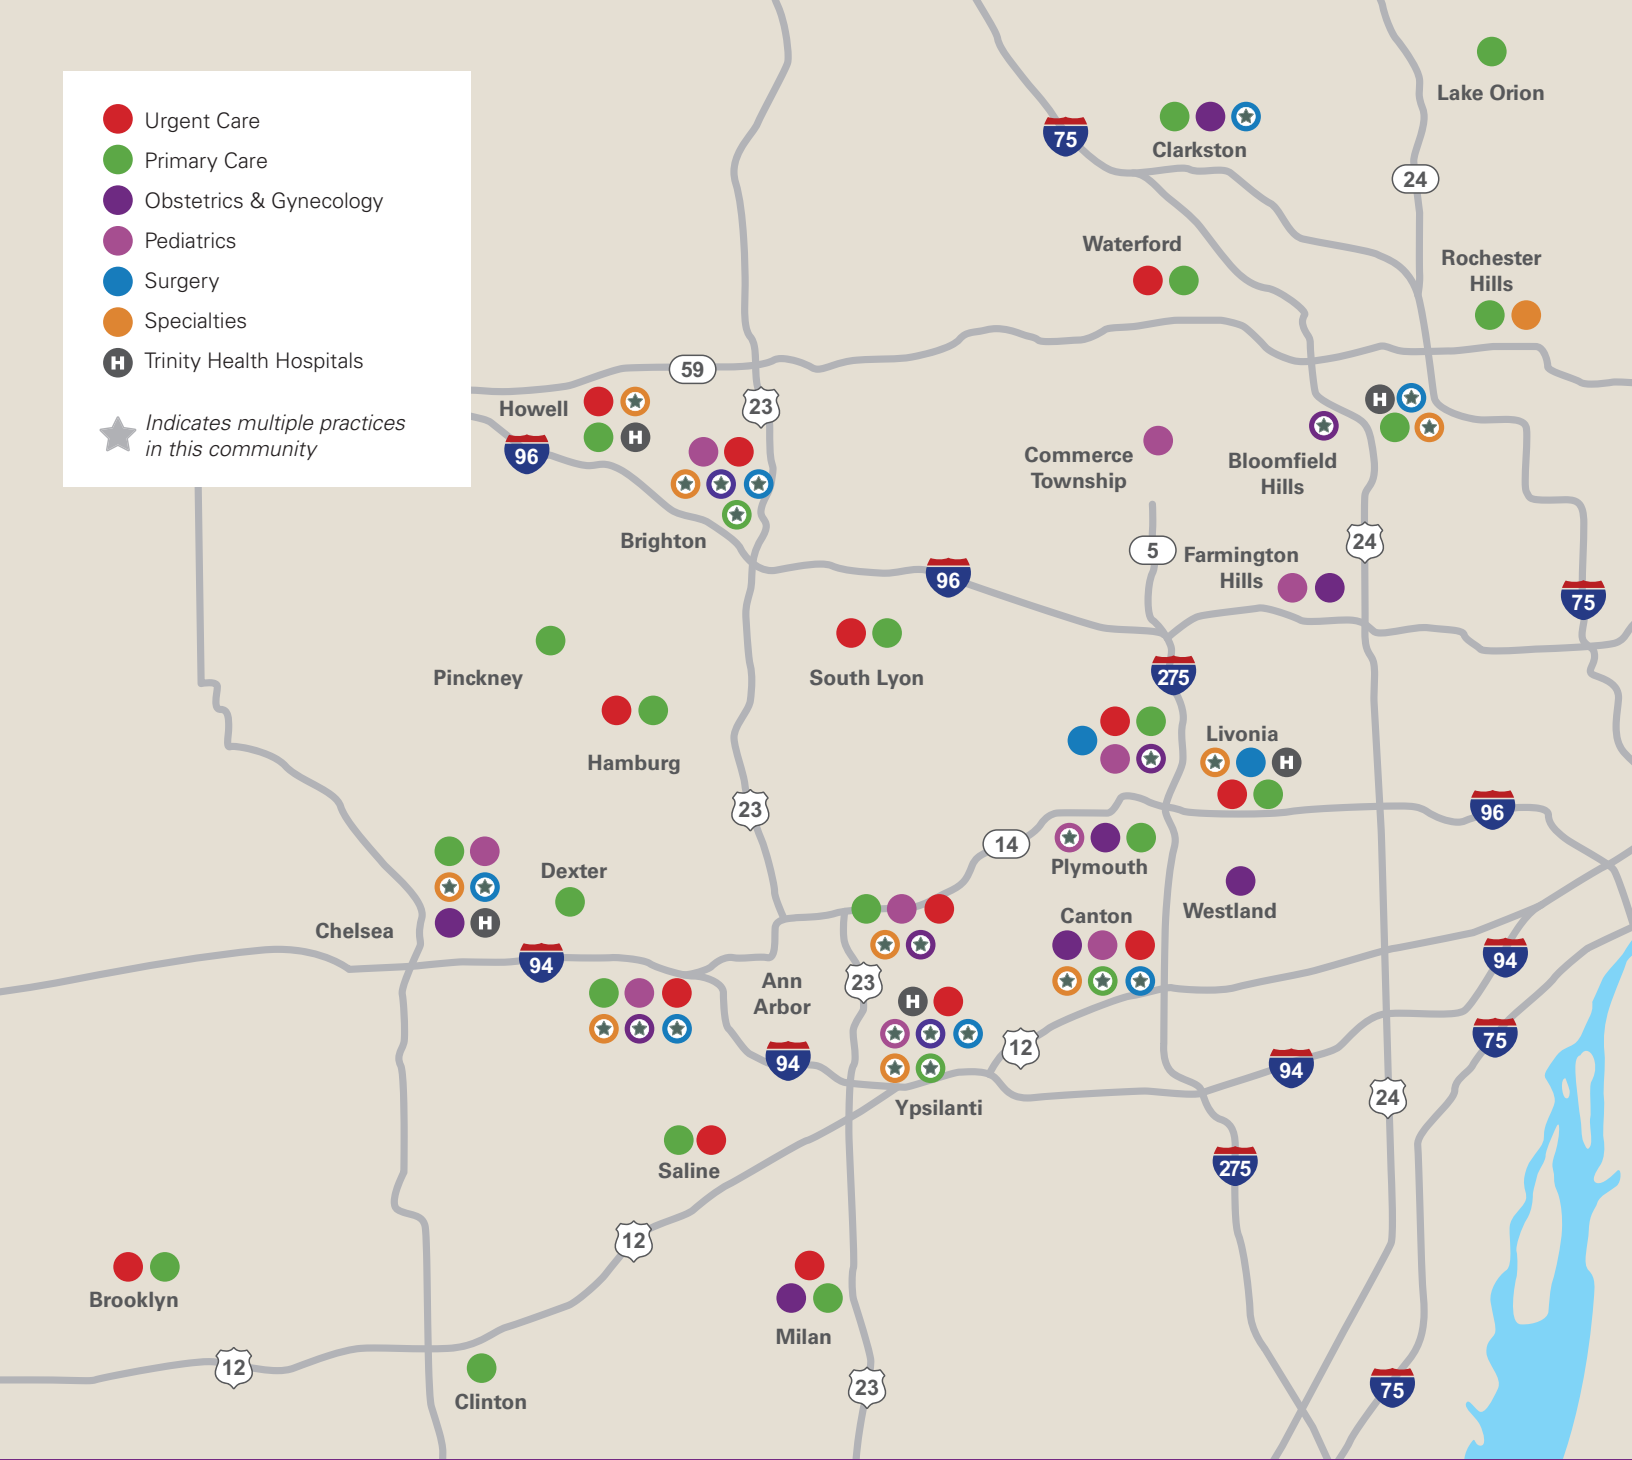 Urgent Care
Primary Care
Obstetrics & Gynecology
Pediatrics
Surgery
Specialties
H Trinity Health Hospitals
Indicates multiple practices
in this community
Lake Orion
75
Clarkston
24
Waterford
Rochester
Hills
59
23
Howell
H
96
H
Bloomfield
Hills
Commerce
Township
Brighton
5
24
Farmington
Hills
96
75
Pinckney
South Lyon
275
Hamburg
Livonia
H
23
96
14
Plymouth
Dexter
Chelsea
H
Westland
Canton
94
94
Ann
Arbor
23
H
12
75
94
94
24
Ypsilanti
Saline
275
12
Brooklyn
Milan
12
Clinton
23
75